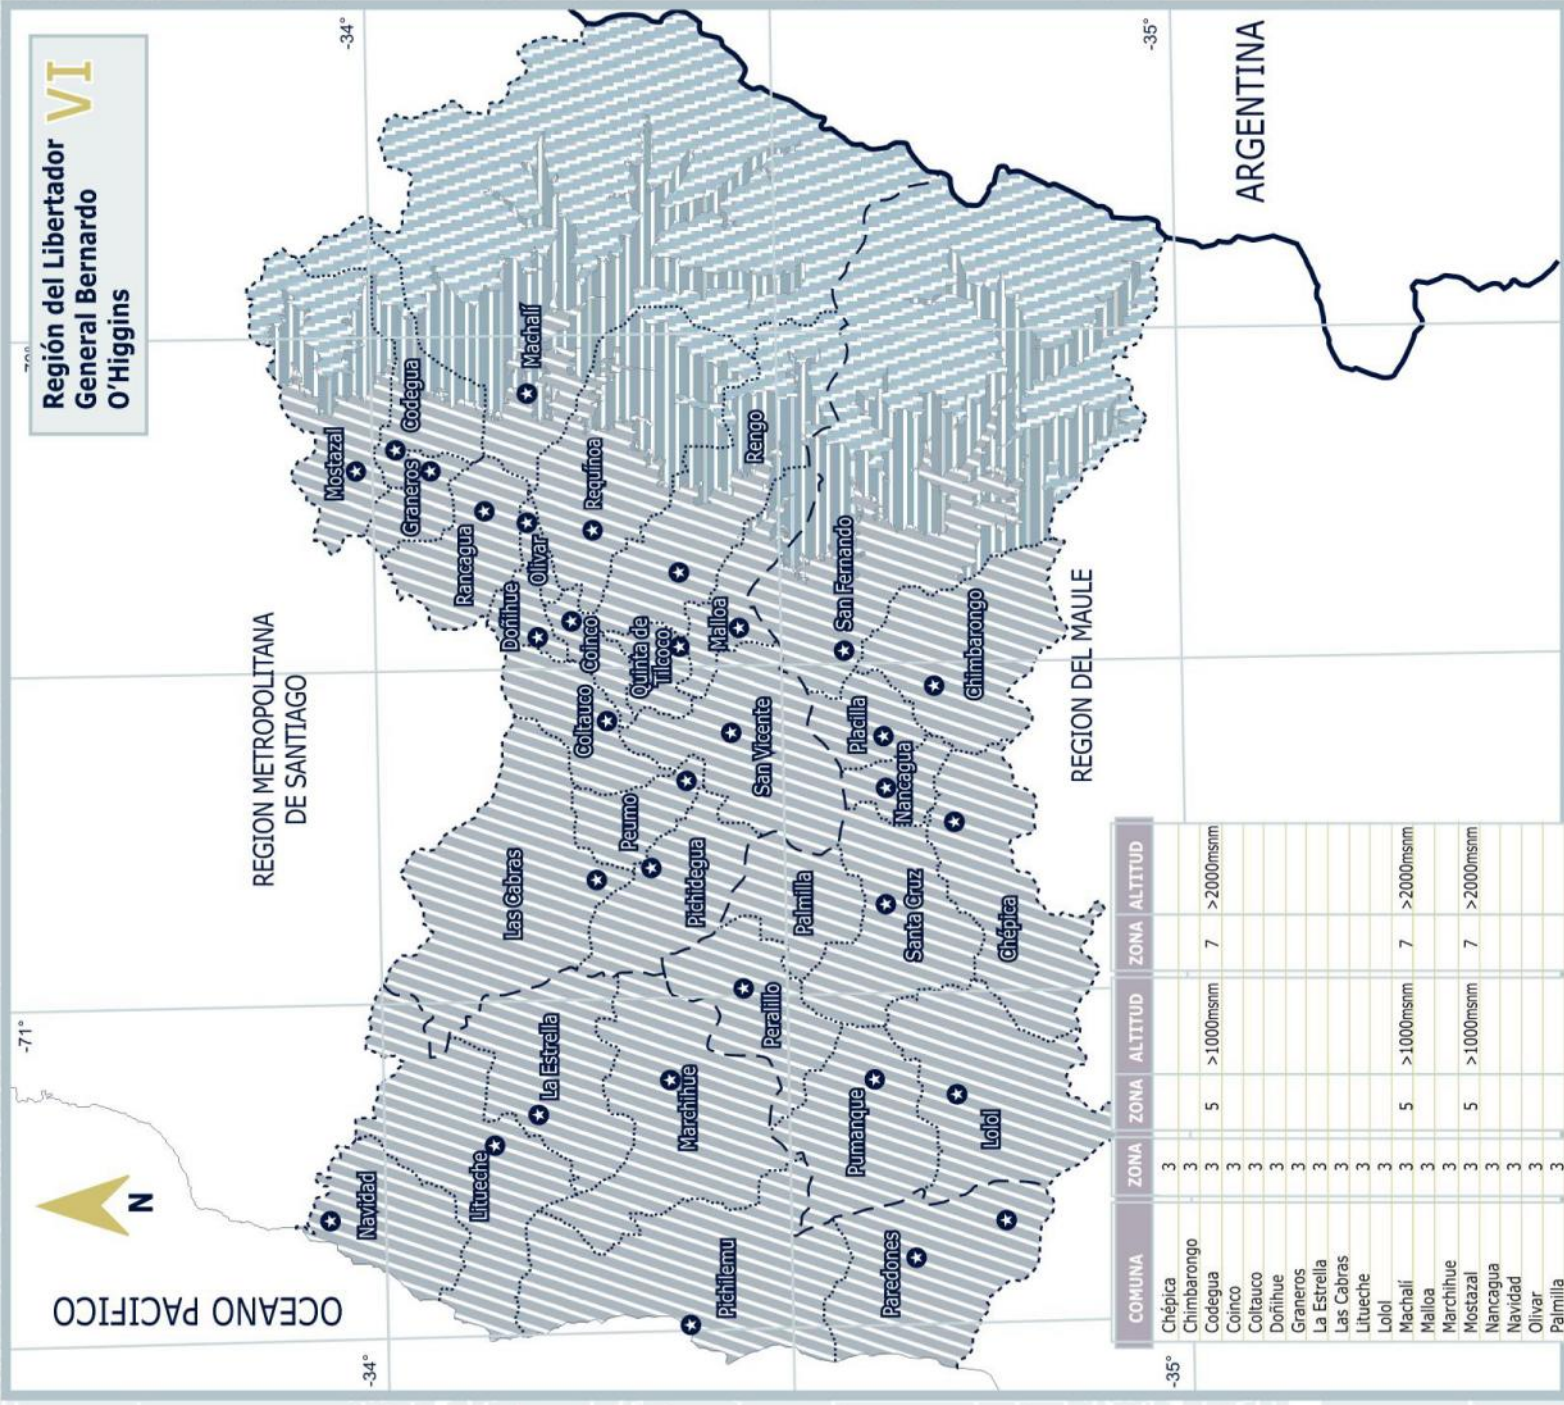 Región del Libertador
General Bernardo
O'Higgins
VI
-34°
-35°
ARGENTINA
-71°
N
OCEANO PACIFICO
REGION METROPOLITANA
DE SANTIAGO
REGION DEL MAULE
Mostazal
Codegua
Graneros
Machalí
Rancagua
Olivar
Requínoa
Rengo
Doñihue
Coinco
Quinta de
Tilcoco
Malloa
San Fernando
Chimbarongo
Coltauco
San Vicente
Placilla
Nancagua
Peumo
Las Cabras
Pichidegua
Palmilla
Santa Cruz
Chépica
Peralillo
La Estrella
Marchihue
Pumanque
Lolol
Navidad
Litueche
Pichilemu
Paredones
-34°
-35°
COMUNA ZONA ZONA ALTITUD ZONA ALTITUD
Chépica 3
Chimbarongo 3
Codegua 3 5 >1000msnm 7 >2000msnm
Coinco 3
Coltauco 3
Doñihue 3
Graneros 3
La Estrella 3
Las Cabras 3
Litueche 3
Lolol 3
Machalí 3 5 >1000msnm 7 >2000msnm
Malloa 3
Marchihue 3
Mostazal 3 5 >1000msnm 7 >2000msnm
Nancagua 3
Navidad 3
Olivar 3
Palmilla 3